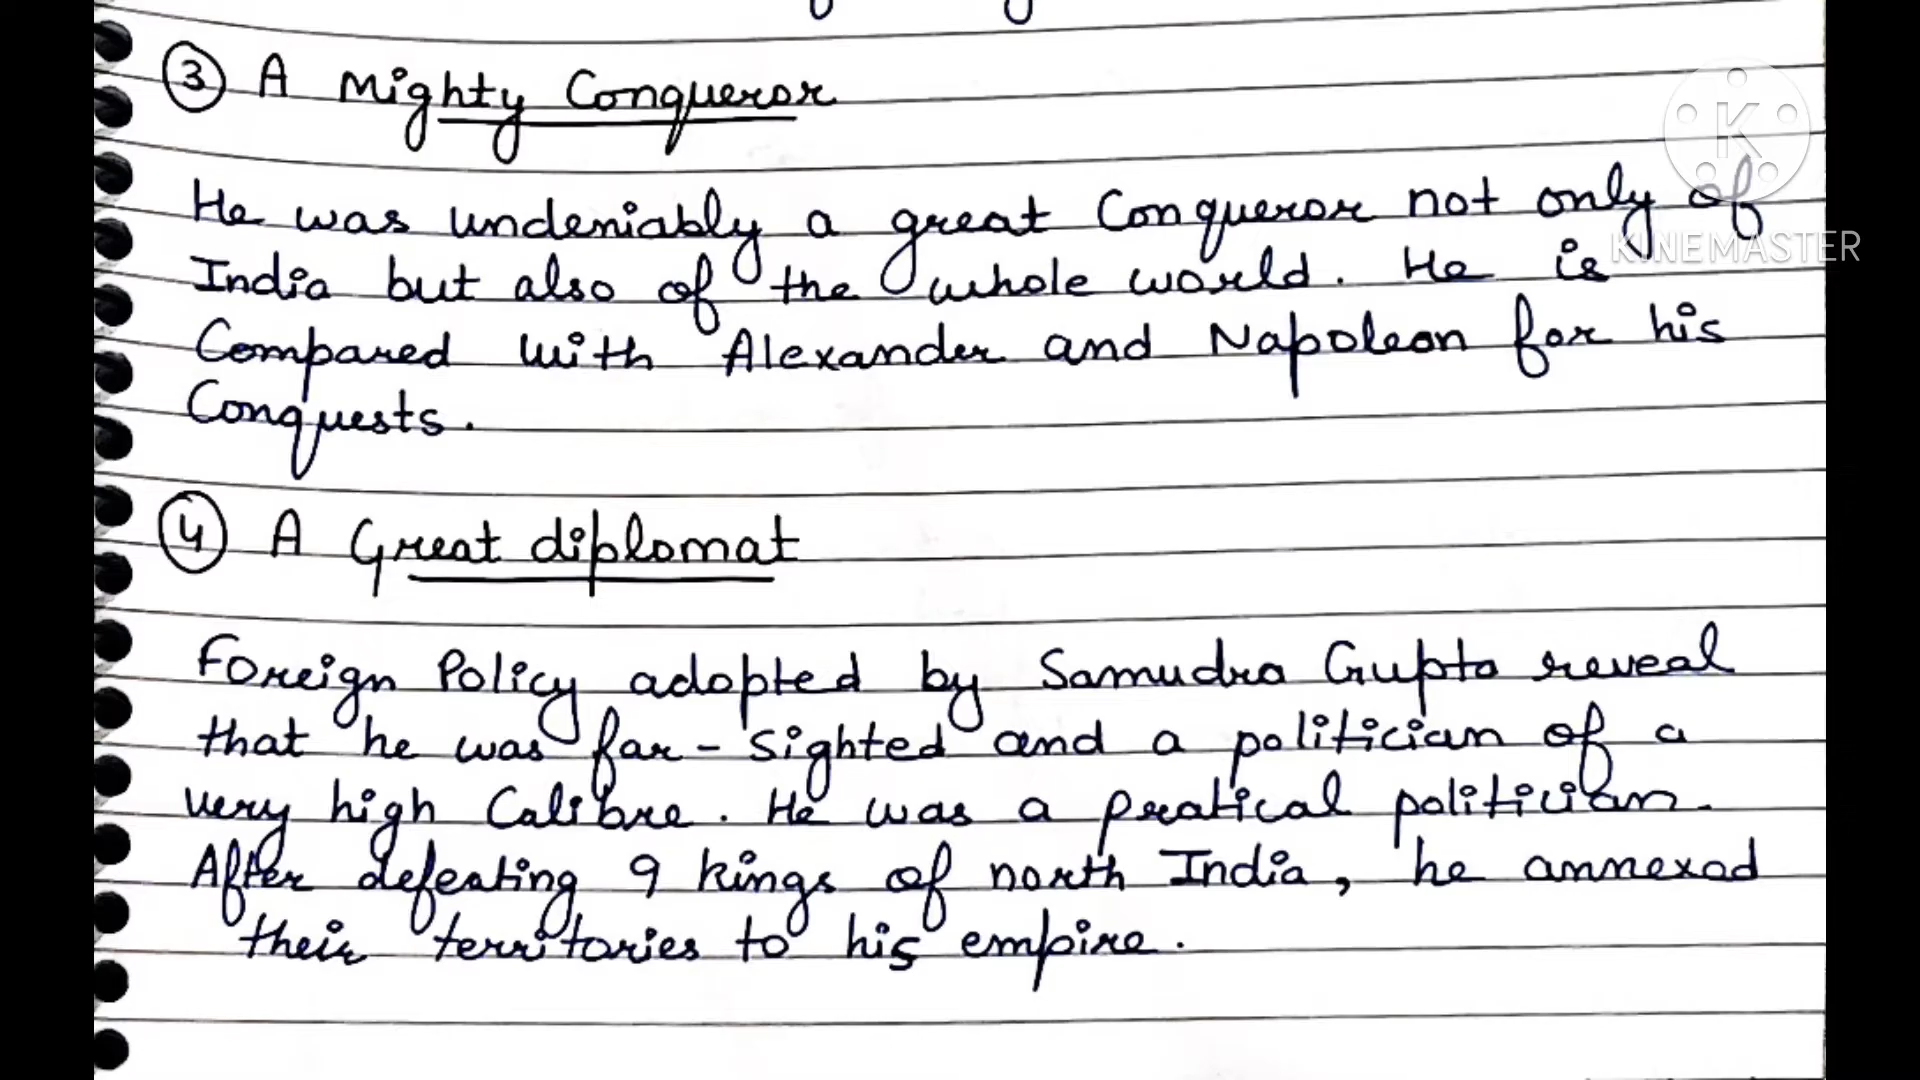 ③ A Mighty Conqueror
He was undeniably a great Conqueror not only of
India but also of the whole world. He is
Compared with Alexander and Napoleon for his
Conquests.
④ A Great diplomat
Foreign Policy adopted by Samudra Gupta reveal
that he was far-sighted and a politician of a
very high Calibre. He was a pratical politician.
After defeating 9 kings of north India, he annexed
their territories to his empire.
K
KINEMASTER